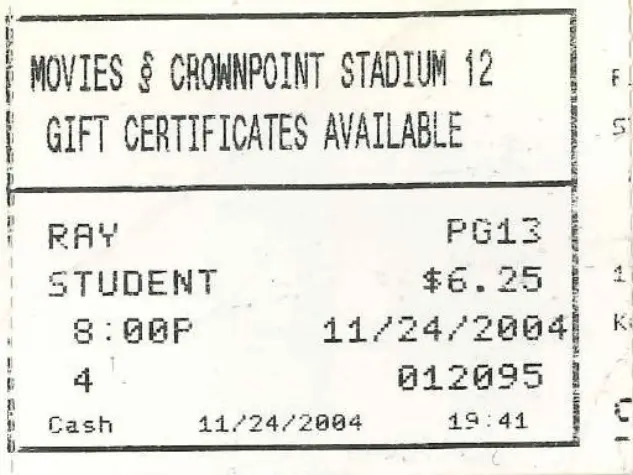 MOVIES § CROWNPOINT STADIUM 12
GIFT CERTIFICATES AVAILABLE
RAY PG13
STUDENT $6.25
8:00P 11/24/2004
4 012095
Cash 11/24/2004 19:41